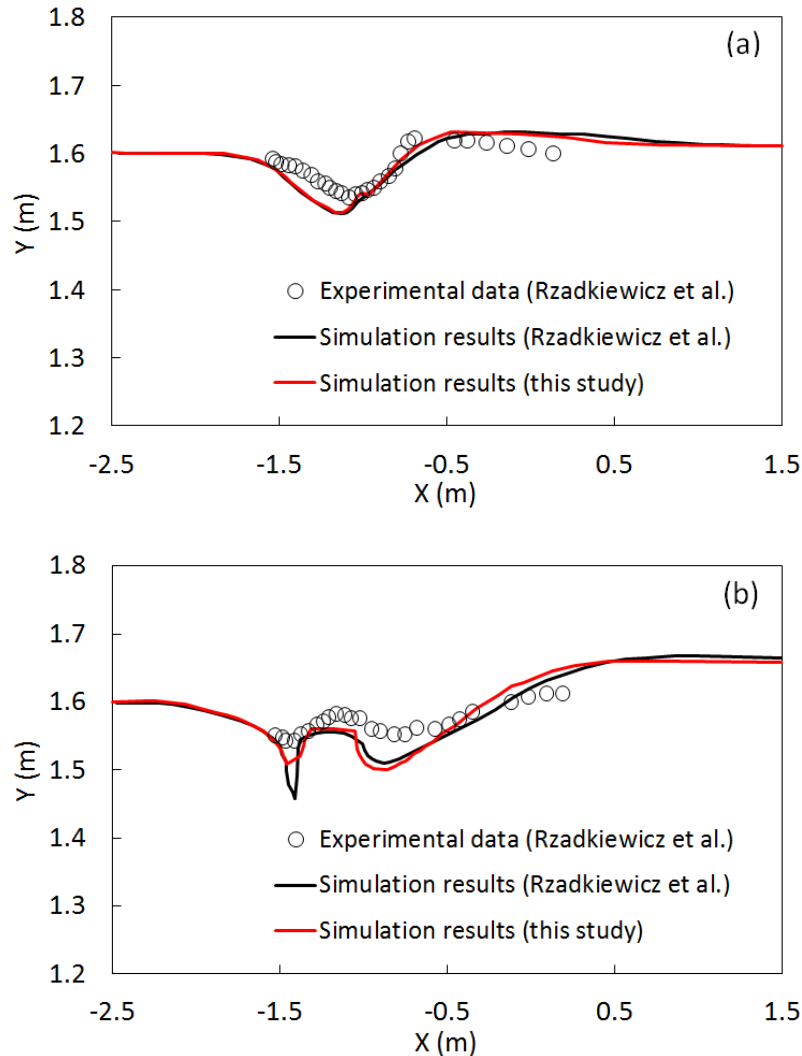 (a)
1.8
1.7
1.6
1.5
1.4
1.3
1.2
Y (m)
Experimental data (Rzadkiewicz et al.)
Simulation results (Rzadkiewicz et al.)
Simulation results (this study)
-2.5 -1.5 -0.5 0.5 1.5
X (m)
(b)
1.8
1.7
1.6
1.5
1.4
1.3
1.2
Y (m)
Experimental data (Rzadkiewicz et al.)
Simulation results (Rzadkiewicz et al.)
Simulation results (this study)
-2.5 -1.5 -0.5 0.5 1.5
X (m)